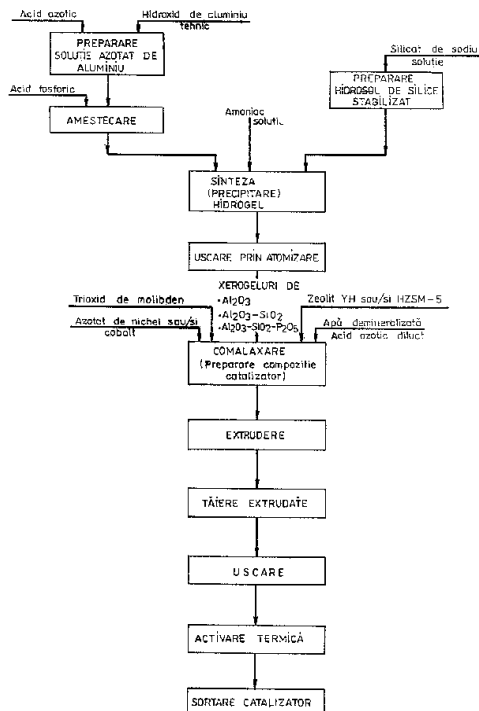 Acid azotic
Hidroxid de aluminiu
tehnic
PREPARARE
SOLUTIE AZOTAT DE
ALUMINIU
Silicat de sodiu
solutie
PREPARARE
HIDROSOL DE SILICE
STABILIZAT
Acid fosforic
AMESTECARE
Amoniac
solutie
SINTEZA
(PRECIPITARE)
HIDROGEL
USCARE PRIN ATOMIZARE
XEROGELURI DE
•Al2O3
•Al2O3-SiO2
•Al2O3-SiO2-P2O5
Trioxid de molibden
Azotat de nichel sau/si
cobalt
Zeolit YH sau/si HZSM-5
Apă demineralizată
Acid azotic diluat
COMALAXARE
(Preparare compozitie
catalizator)
EXTRUDERE
TĂIERE EXTRUDATE
USCARE
ACTIVARE TERMICĂ
SORTARE CATALIZATOR